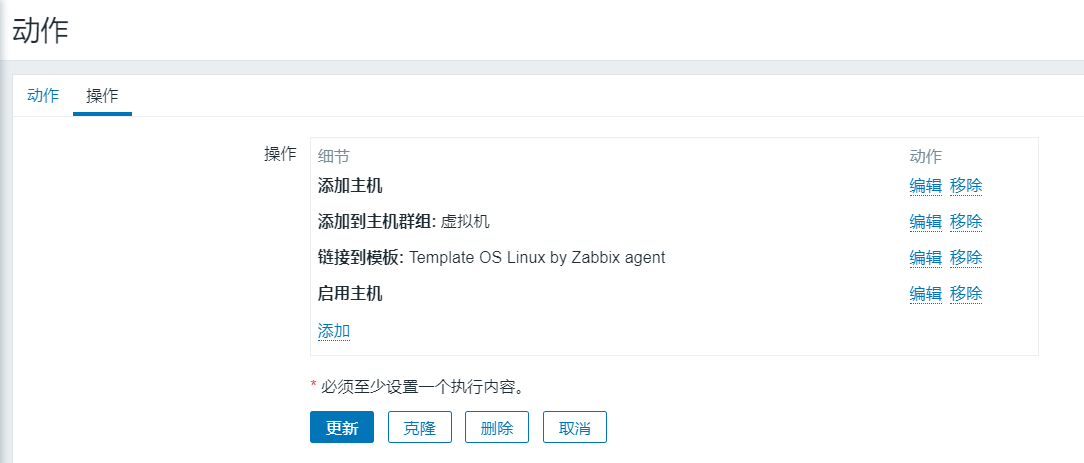 动作
动作 操作
操作 细节 动作
添加主机 编辑 移除
添加到主机群组: 虚拟机 编辑 移除
链接到模板: Template OS Linux by Zabbix agent 编辑 移除
启用主机 编辑 移除
添加
* 必须至少设置一个执行内容。
更新 克隆 删除 取消